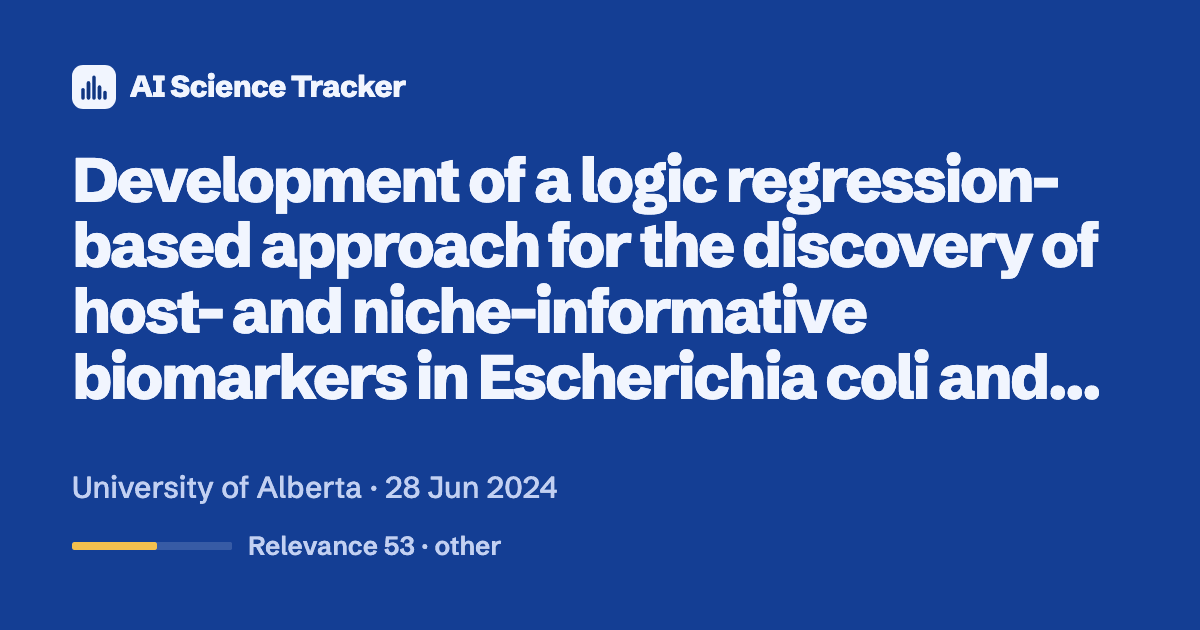 AI Science Tracker
Development of a logic regression-
based approach for the discovery of
host- and niche-informative
biomarkers in Escherichia coli and...
University of Alberta · 28 Jun 2024
Relevance 53 · other